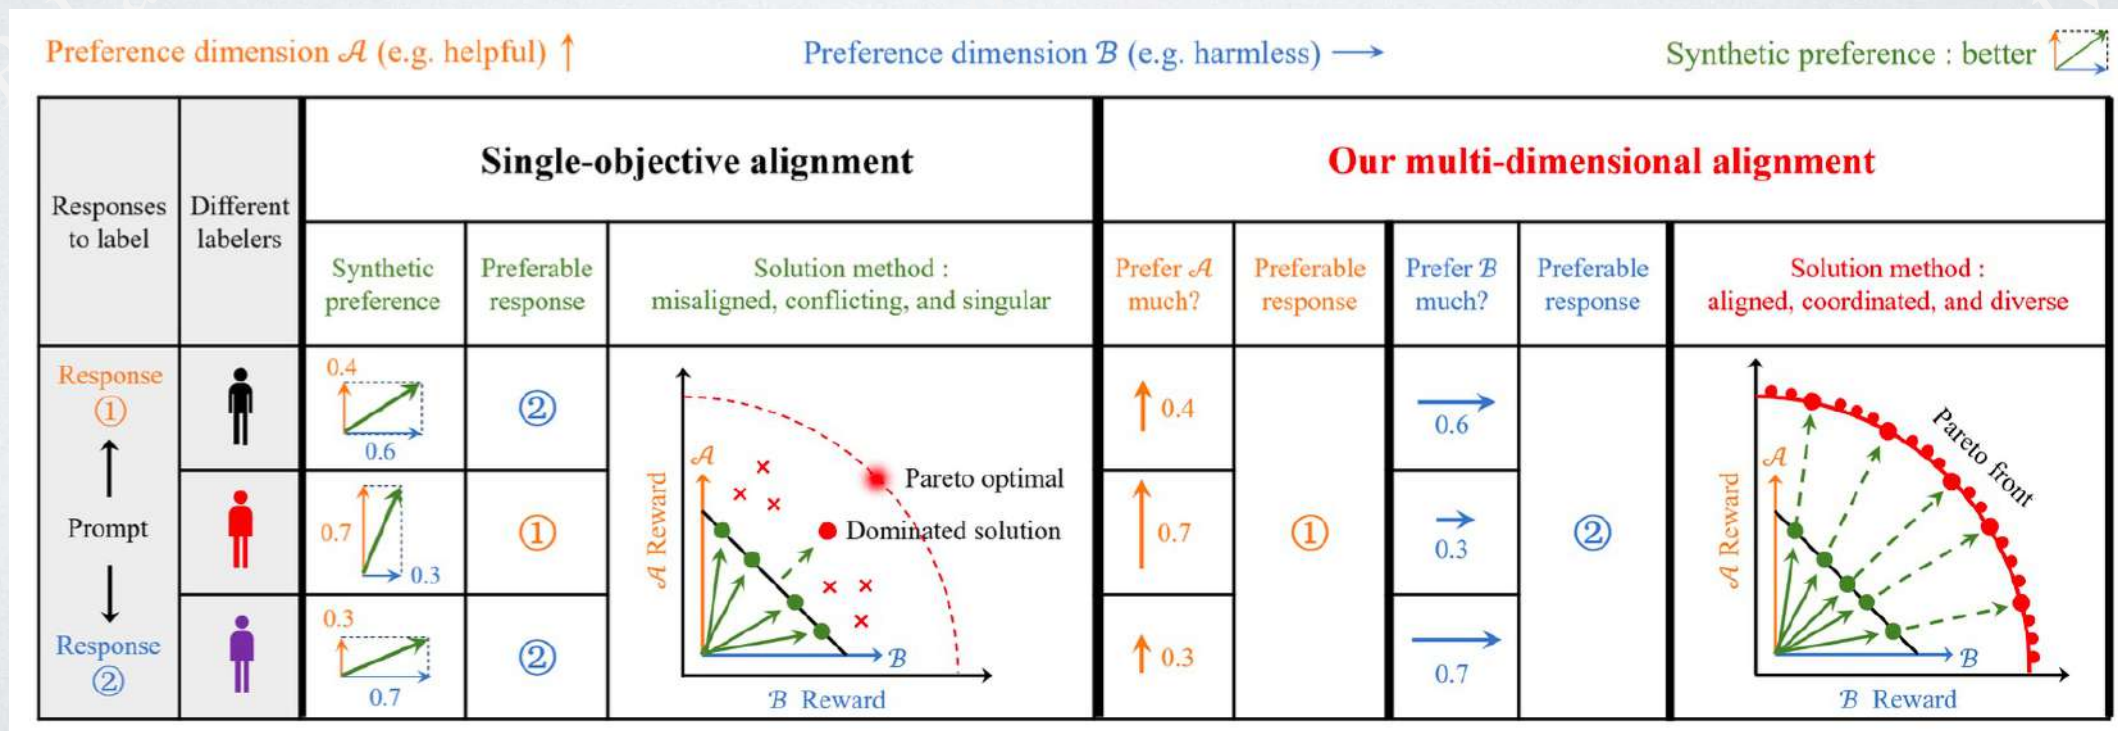 Preference dimension 𝒜 (e.g. helpful) ↑
Preference dimension ℬ (e.g. harmless) →
Synthetic preference : better
Responses
to label
Different
labelers
Single-objective alignment
Our multi-dimensional alignment
Synthetic
preference
Preferable
response
Solution method :
misaligned, conflicting, and singular
Prefer 𝒜
much?
Preferable
response
Prefer ℬ
much?
Preferable
response
Solution method :
aligned, coordinated, and diverse
Response
①
Prompt
Response
②
0.4
0.6
②
0.7
0.3
①
0.3
0.7
②
𝒜 Reward
𝒜
Pareto optimal
Dominated solution
ℬ
ℬ Reward
0.4
0.7
0.3
①
0.6
0.3
0.7
②
𝒜 Reward
𝒜
Pareto front
ℬ
ℬ Reward